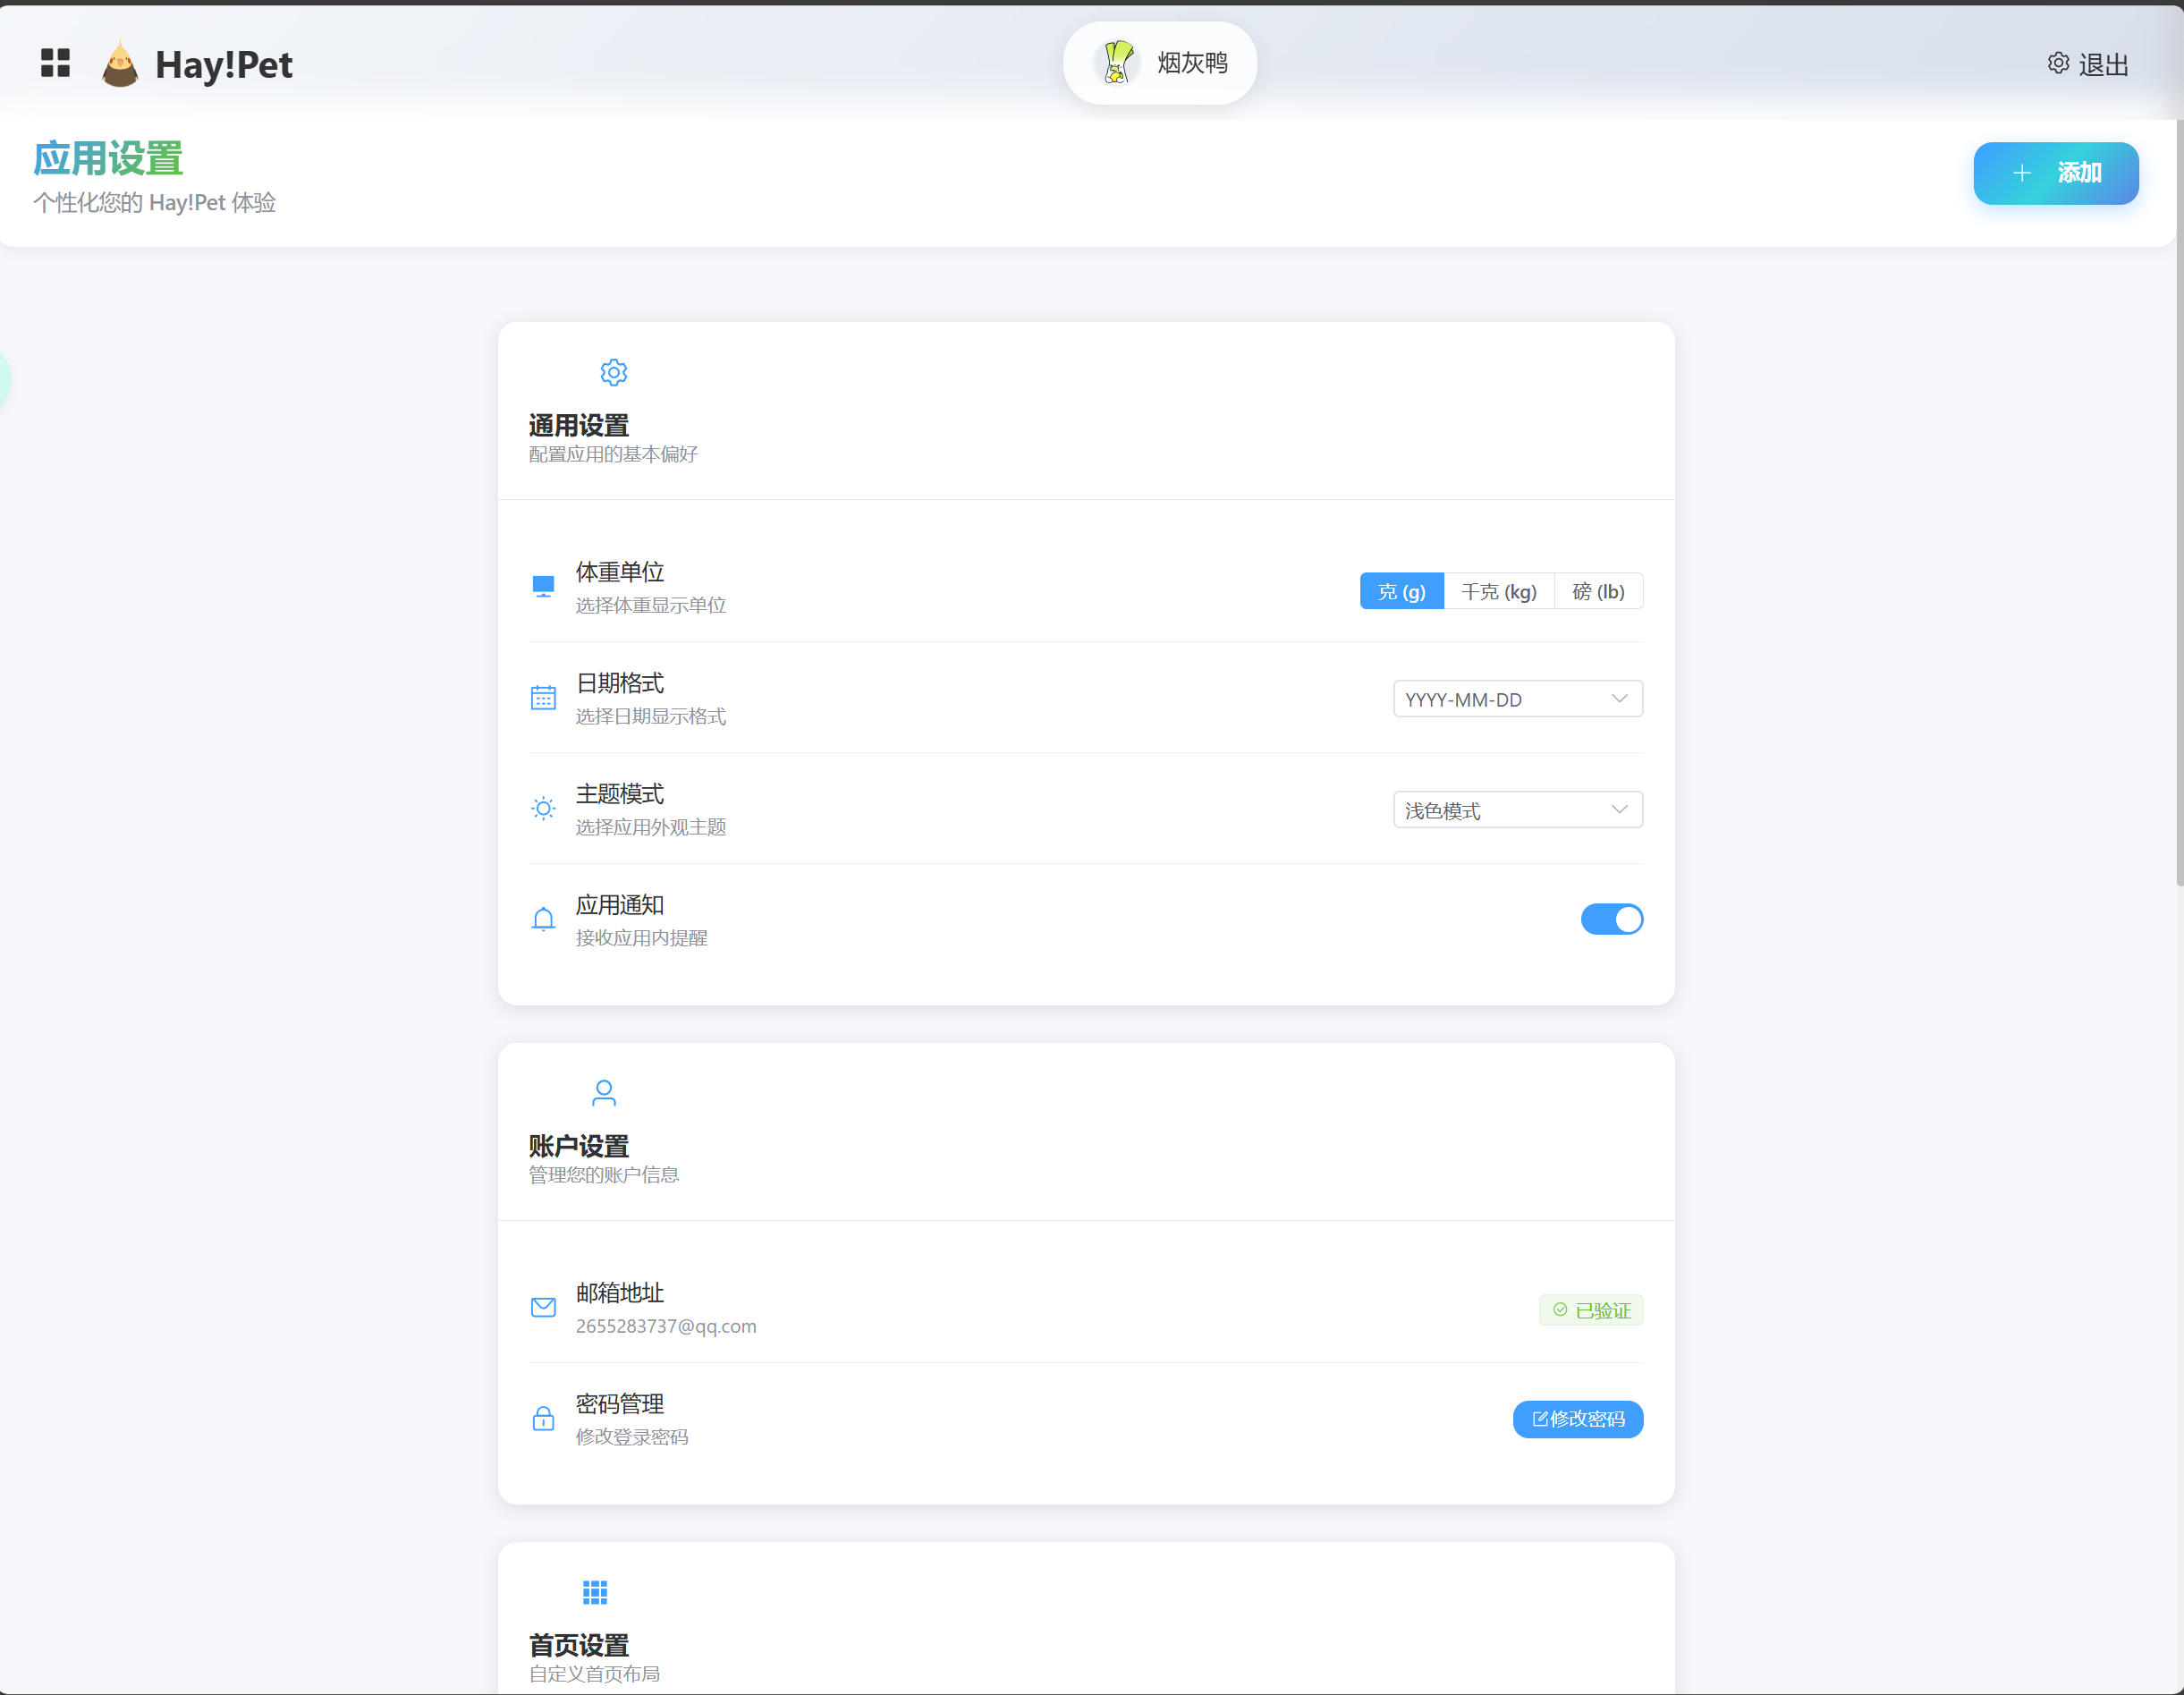 Hay!Pet
烟灰鸭
退出
应用设置
个性化您的 Hay!Pet 体验
添加
通用设置
配置应用的基本偏好
体重单位
选择体重显示单位
克 (g)
千克 (kg)
磅 (lb)
日期格式
选择日期显示格式
YYYY-MM-DD
主题模式
选择应用外观主题
浅色模式
应用通知
接收应用内提醒
账户设置
管理您的账户信息
邮箱地址
2655283737@qq.com
已验证
密码管理
修改登录密码
修改密码
首页设置
自定义首页布局